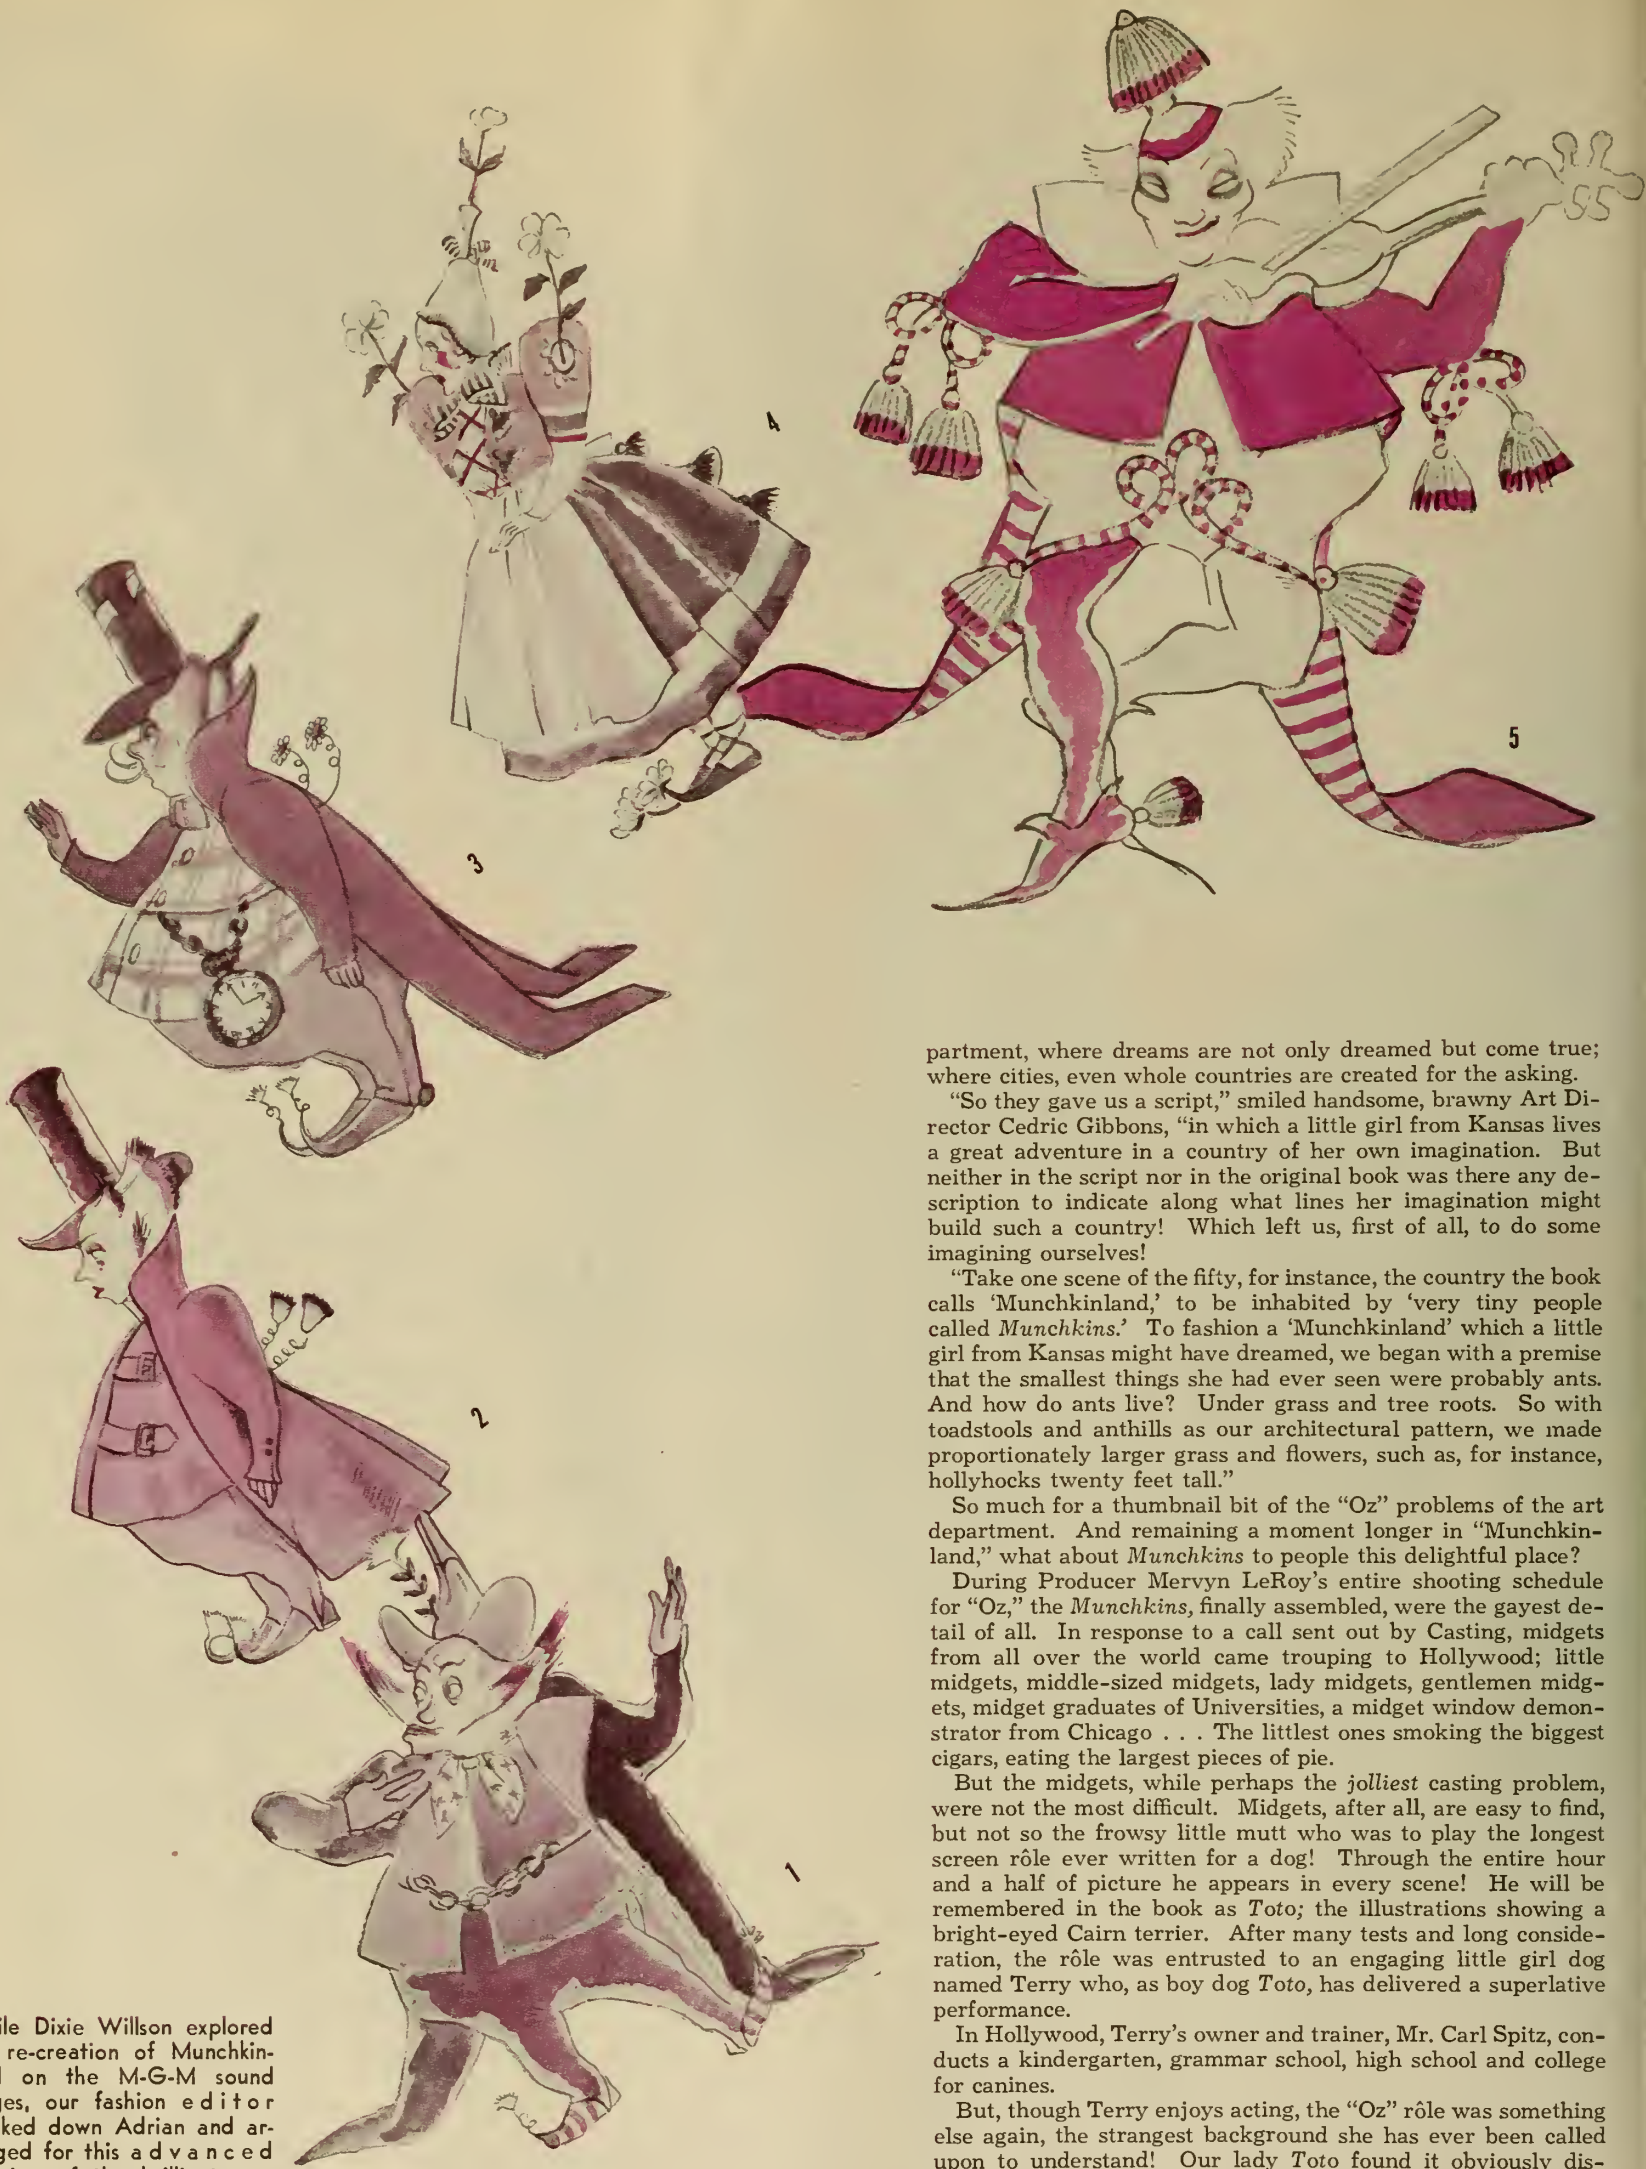 4
5
3
2
1
partment, where dreams are not only dreamed but come true;
where cities, even whole countries are created for the asking.
“So they gave us a script,” smiled handsome, brawny Art Di-
rector Cedric Gibbons, “in which a little girl from Kansas lives
a great adventure in a country of her own imagination. But
neither in the script nor in the original book was there any de-
scription to indicate along what lines her imagination might
build such a country! Which left us, first of all, to do some
imagining ourselves!
“Take one scene of the fifty, for instance, the country the book
calls ‘Munchkinland,’ to be inhabited by ‘very tiny people
called Munchkins.’ To fashion a ‘Munchkinland’ which a little
girl from Kansas might have dreamed, we began with a premise
that the smallest things she had ever seen were probably ants.
And how do ants live? Under grass and tree roots. So with
toadstools and anthills as our architectural pattern, we made
proportionately larger grass and flowers, such as, for instance,
hollyhocks twenty feet tall.”
So much for a thumbnail bit of the “Oz” problems of the art
department. And remaining a moment longer in “Munchkin-
land,” what about Munchkins to people this delightful place?
During Producer Mervyn LeRoy’s entire shooting schedule
for “Oz,” the Munchkins, finally assembled, were the gayest de-
tail of all. In response to a call sent out by Casting, midgets
from all over the world came trouping to Hollywood; little
midgets, middle-sized midgets, lady midgets, gentlemen midg-
ets, midget graduates of Universities, a midget window demon-
strator from Chicago . . . The littlest ones smoking the biggest
cigars, eating the largest pieces of pie.
But the midgets, while perhaps the jolliest casting problem,
were not the most difficult. Midgets, after all, are easy to find,
but not so the frowsy little mutt who was to play the longest
screen rôle ever written for a dog! Through the entire hour
and a half of picture he appears in every scene! He will be
remembered in the book as Toto; the illustrations showing a
bright-eyed Cairn terrier. After many tests and long conside-
ration, the rôle was entrusted to an engaging little girl dog
named Terry who, as boy dog Toto, has delivered a superlative
performance.
In Hollywood, Terry’s owner and trainer, Mr. Carl Spitz, con-
ducts a kindergarten, grammar school, high school and college
for canines.
But, though Terry enjoys acting, the “Oz” rôle was something
else again, the strangest background she has ever been called
upon to understand! Our lady Toto found it obviously dis-
ile Dixie Willson explored
re-creation of Munchkin-
on the M-G-M sound
es, our fashion editor
ked down Adrian and ar-
ged for this advanced